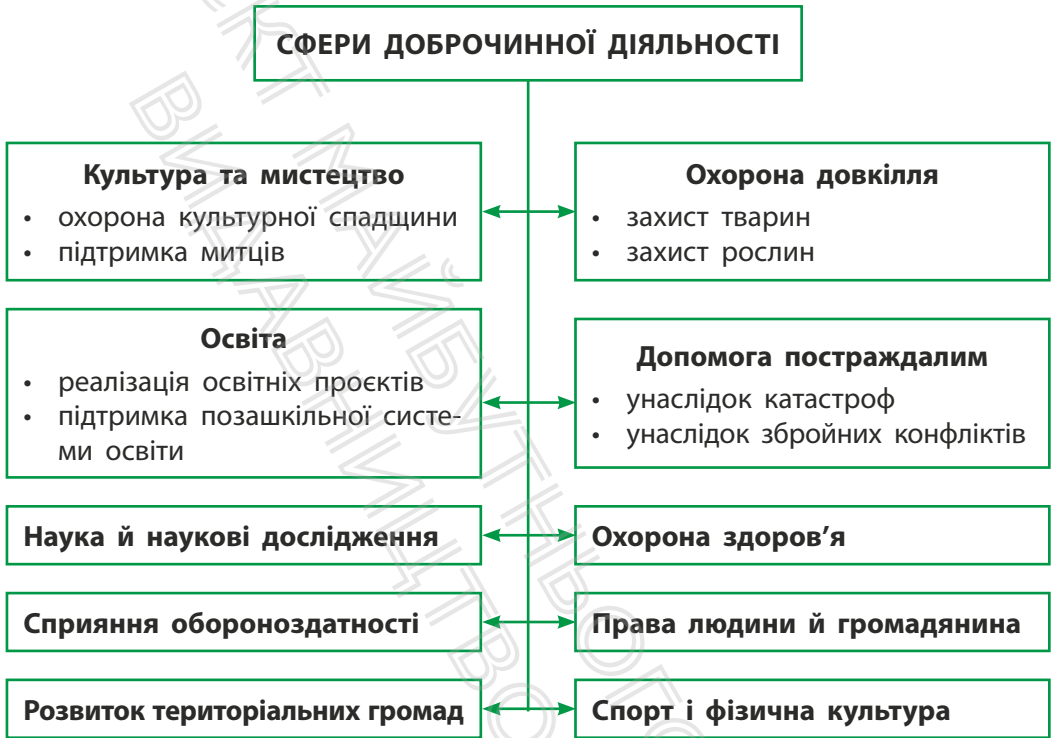 СФЕРИ ДОБРОЧИННОЇ ДІЯЛЬНОСТІ
Культура та мистецтво
• охорона культурної спадщини
• підтримка митців
Охорона довкілля
• захист тварин
• захист рослин
Освіта
• реалізація освітніх проєктів
• підтримка позашкільної систе-
ми освіти
Допомога постраждалим
• унаслідок катастроф
• унаслідок збройних конфліктів
Наука й наукові дослідження
Охорона здоров’я
Сприяння обороноздатності
Права людини й громадянина
Розвиток територіальних громад
Спорт і фізична культура
МАЙБУТНЬОГО
ВИДАВНИЦТВО